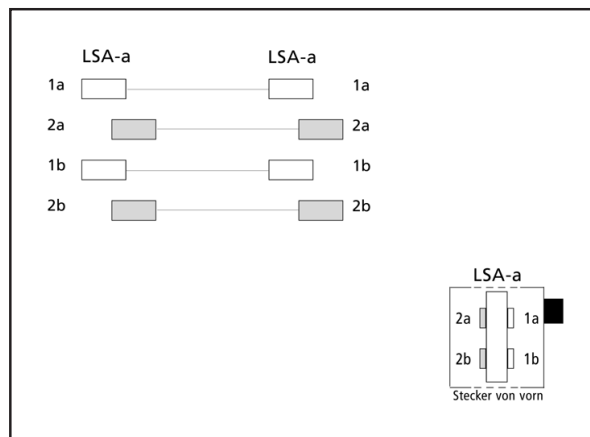 LSA-a LSA-a
1a 1a
2a 2a
1b 1b
2b 2b
LSA-a
2a 1a
2b 1b
Stecker von vorn